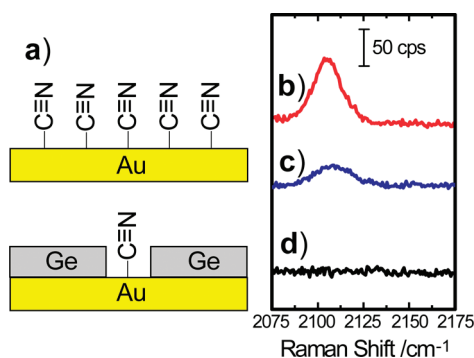 a)
C≡N C≡N C≡N C≡N C≡N
Au
C≡N
Ge Ge
Au
50 cps
b)
c)
d)
2075 2100 2125 2150 2175
Raman Shift /cm⁻¹